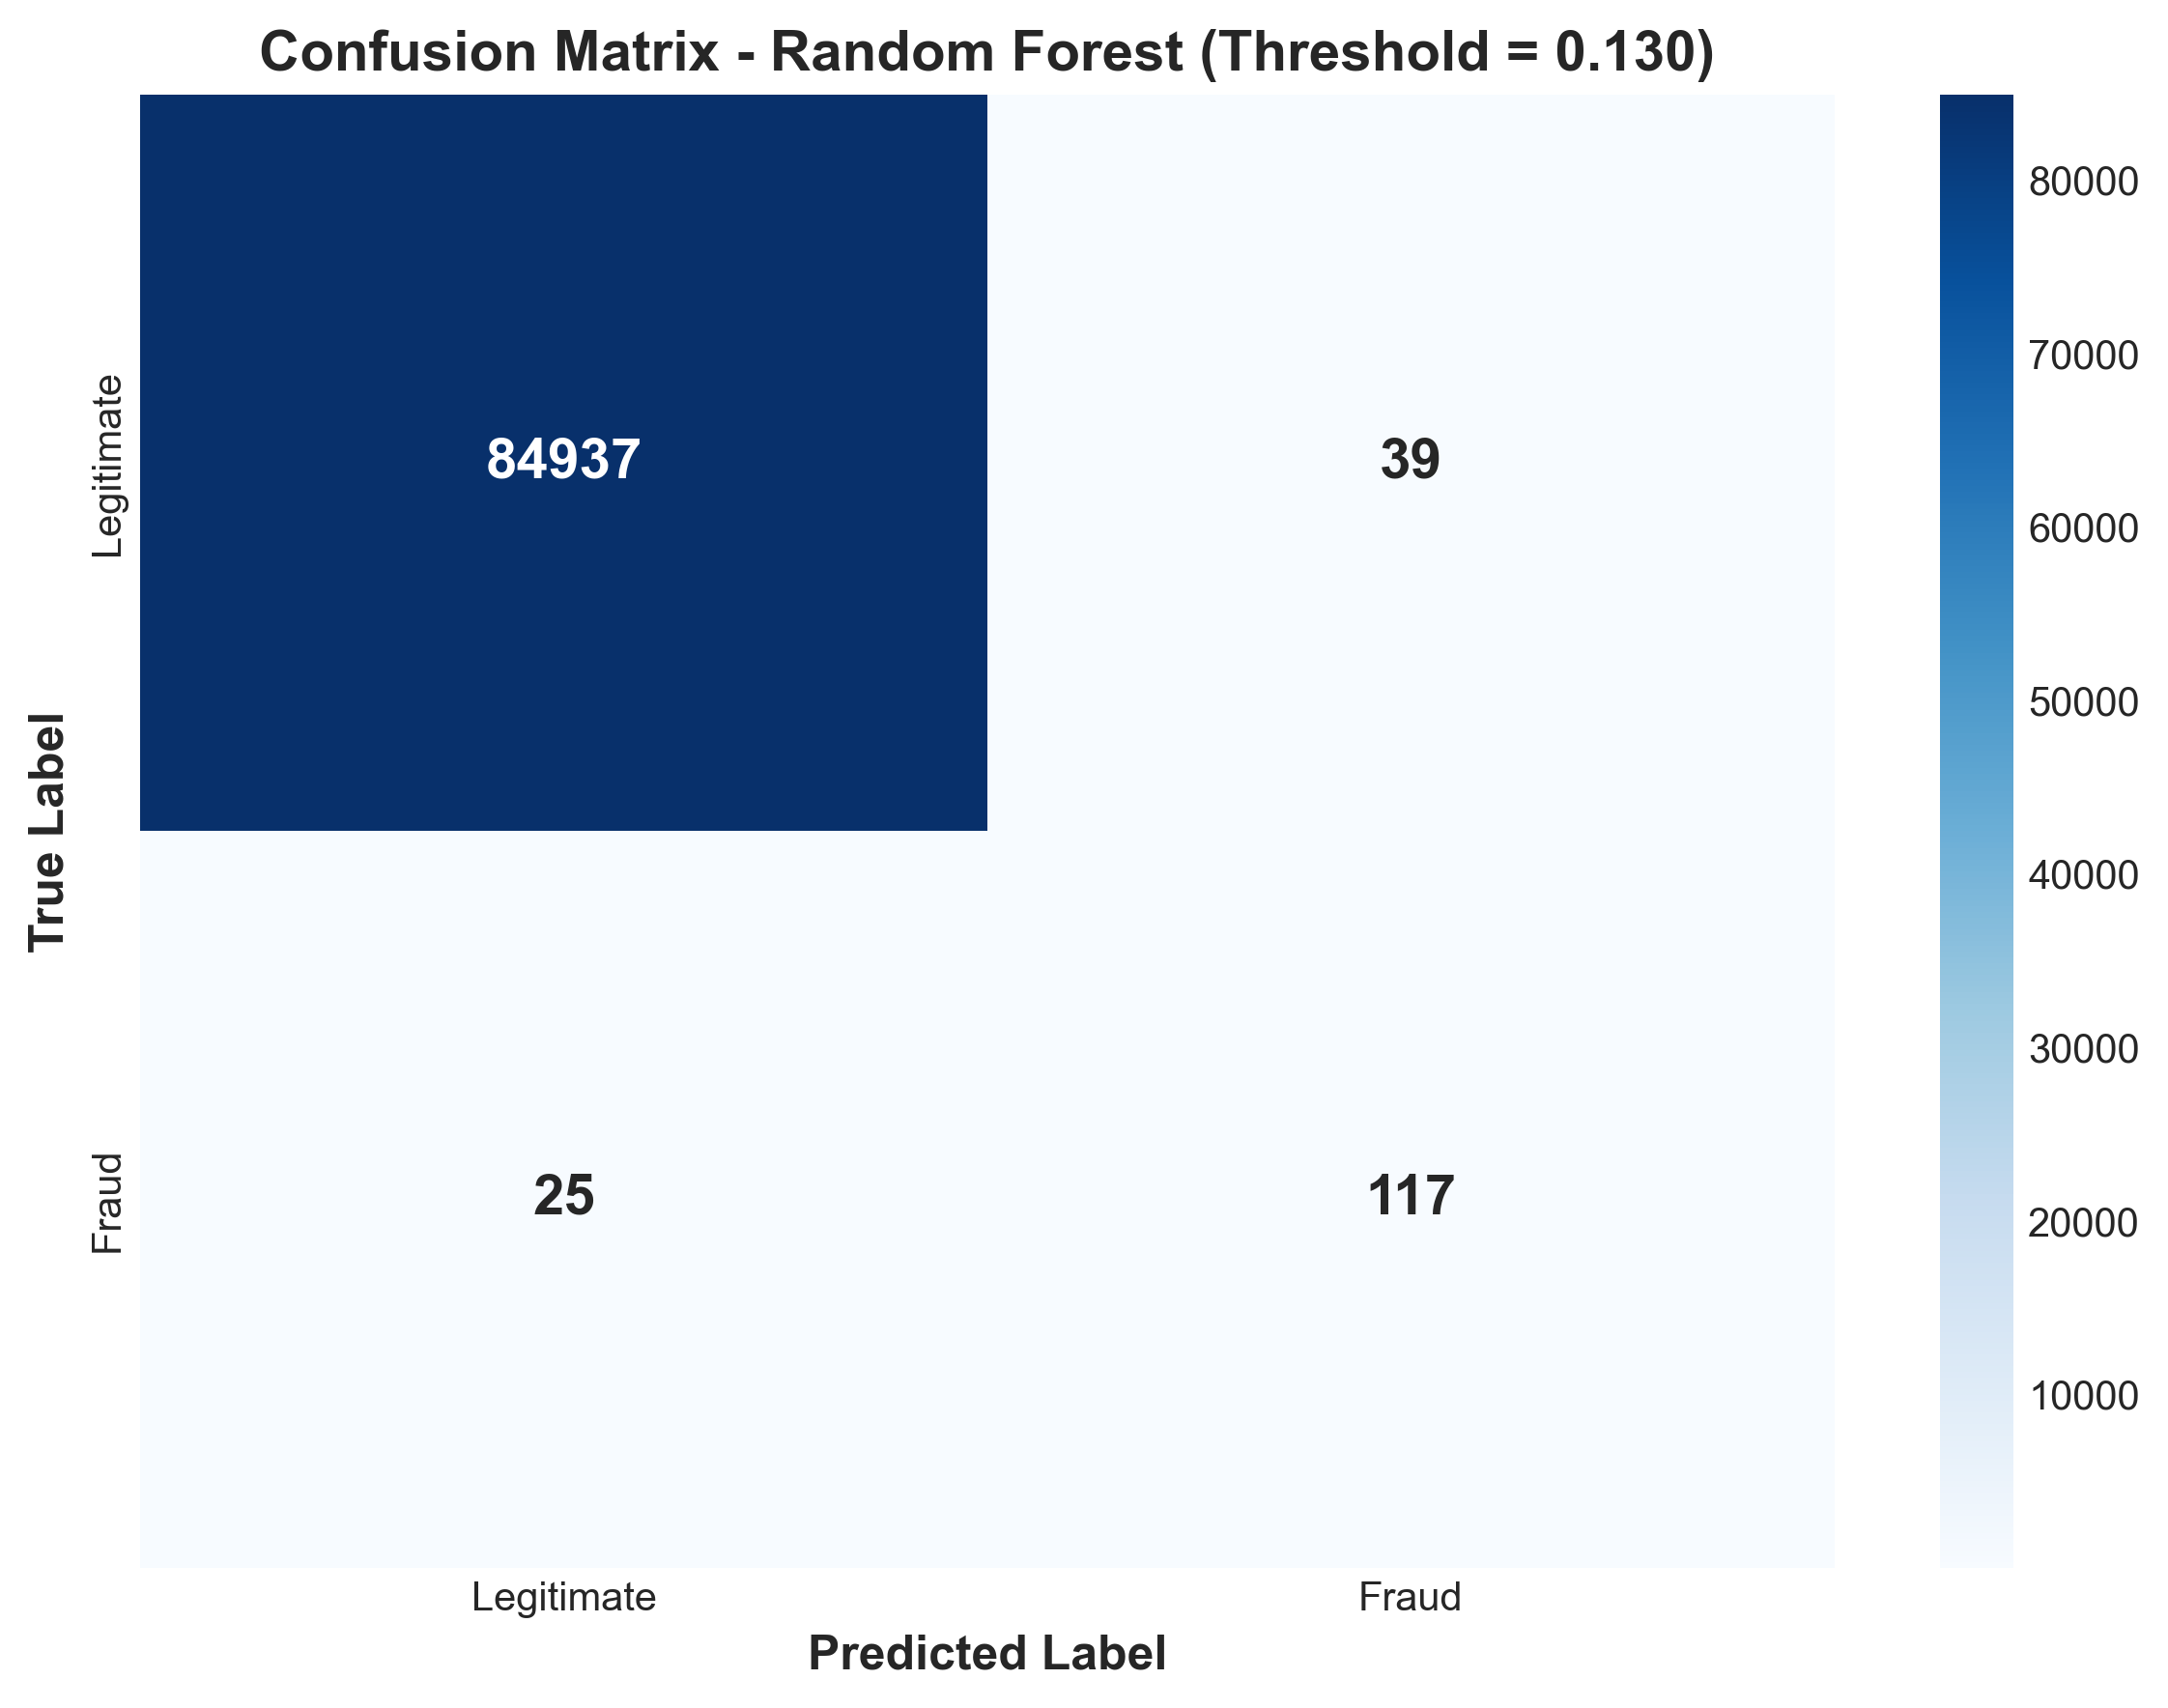 Confusion Matrix - Random Forest (Threshold = 0.130)
True Label
Legitimate
Fraud
84937
39
25
117
Legitimate
Fraud
Predicted Label
80000
70000
60000
50000
40000
30000
20000
10000